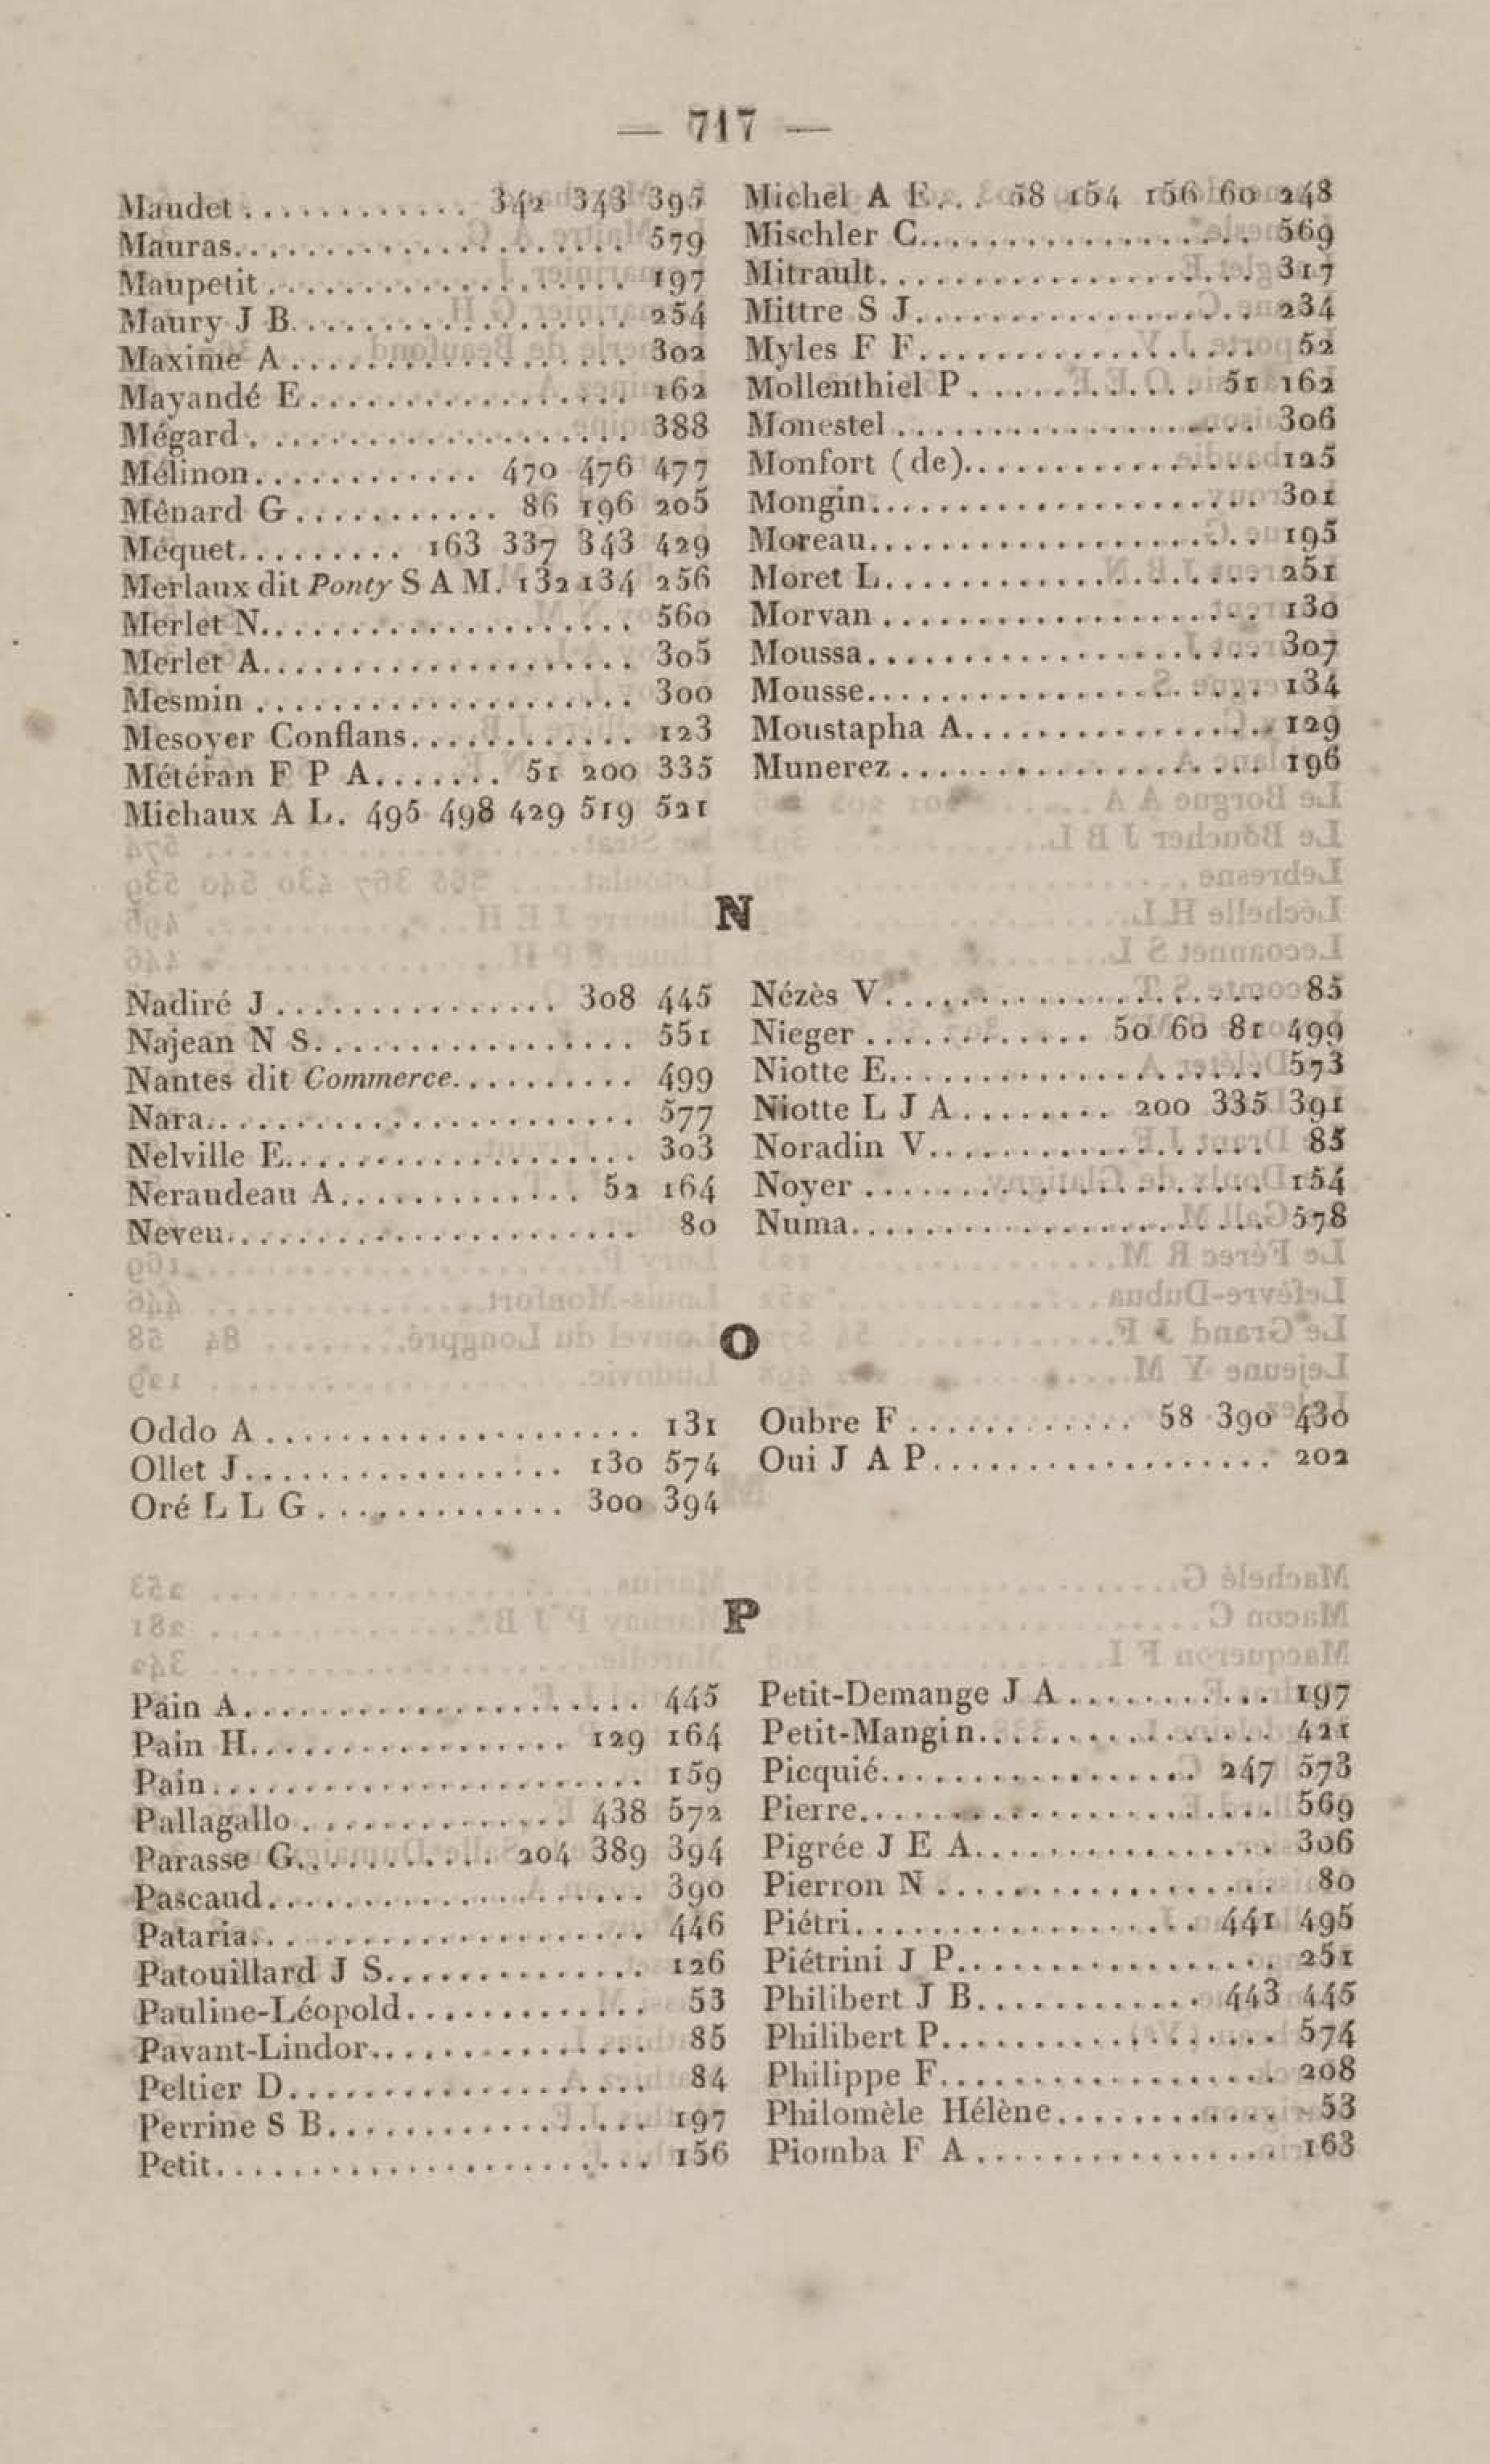 — 717 —
Maudet............ 342 343 395
Mauras..................... 579
Maupetit................... 197
Maury J B.................. 254
Maxime A.................. 302
Mayandé E................. 162
Mégard.................... 388
Mélinon............ 470 476 477
Ménard G........... 86 196 205
Mequet......... 163 337 343 429
Merlaux dit Ponty S A M. 132 134 256
Merlet N.................... 560
Merlet A.................... 305
Mesmin.................... 300
Mesoyer Conflans............ 123
Météran F P A....... 51 200 335
Michaux A L. 495 498 429 519 521
Michel A E... 58 154 156 60 248
Mischler C.................. 569
Mitrault.................... 317
Mittre S J.................. 234
Myles F F.................. 52
Mollenthiel P............ 51 162
Monestel................... 306
Monfort (de)................ 125
Mongin..................... 301
Moreau..................... 195
Moret L.................... 251
Morvan.................... 130
Moussa..................... 307
Mousse..................... 134
Moustapha A................ 129
Munerez................... 196
N
Nadiré J............... 308 445
Najean N S................. 551
Nantes dit Commerce.......... 499
Nara....................... 577
Nelville E................... 303
Neraudeau A............. 52 164
Neveu...................... 80
Nézès V.................... 85
Nieger............ 50 60 81 499
Niotte E.................... 573
Niotte L J A........ 200 335 391
Noradin V.................. 85
Noyer..................... 154
Numa...................... 578
O
Oddo A.................... 131
Ollet J................. 130 574
Oré L L G............. 300 394
Oubre F............ 58 390 430
Oui J A P.................. 202
P
Pain A..................... 445
Pain H................. 129 164
Pain....................... 159
Pallagallo.............. 438 572
Parasse G........... 204 389 394
Pascaud.................... 390
Pataria..................... 446
Patouillard J S.............. 126
Pauline-Léopold............. 53
Pavant-Lindor............... 85
Peltier D................... 84
Perrine S B................. 197
Petit....................... 156
Petit-Demange J A........... 197
Petit-Mangin................ 421
Picquié................. 247 573
Pierre...................... 569
Pigrée J E A................ 306
Pierron N.................. 80
Piétri.................. 441 495
Piétrini J P................. 251
Philibert J B............ 443 445
Philibert P.................. 574
Philippe F.................. 208
Philomèle Hélène............ 53
Piomba F A................ 163